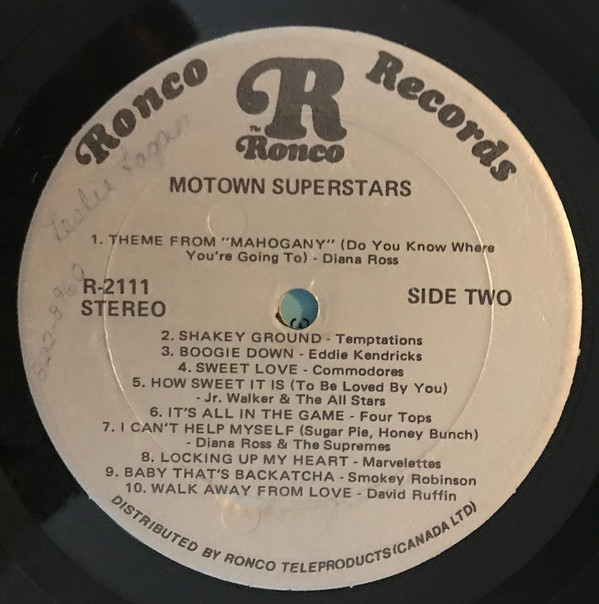 Ronco Records
R
The
Ronco
MOTOWN SUPERSTARS
1. THEME FROM "MAHOGANY" (Do You Know Where
You're Going To) - Diana Ross
R-2111
STEREO
SIDE TWO
2. SHAKEY GROUND - Temptations
3. BOOGIE DOWN - Eddie Kendricks
4. SWEET LOVE - Commodores
5. HOW SWEET IT IS (To Be Loved By You)
- Jr. Walker & The All Stars
6. IT'S ALL IN THE GAME - Four Tops
7. I CAN'T HELP MYSELF (Sugar Pie, Honey Bunch)
- Diana Ross & The Supremes
8. LOCKING UP MY HEART - Marvelettes
9. BABY THAT'S BACKATCHA - Smokey Robinson
10. WALK AWAY FROM LOVE - David Ruffin
DISTRIBUTED BY RONCO TELEPRODUCTS (CANADA LTD)
Leslie